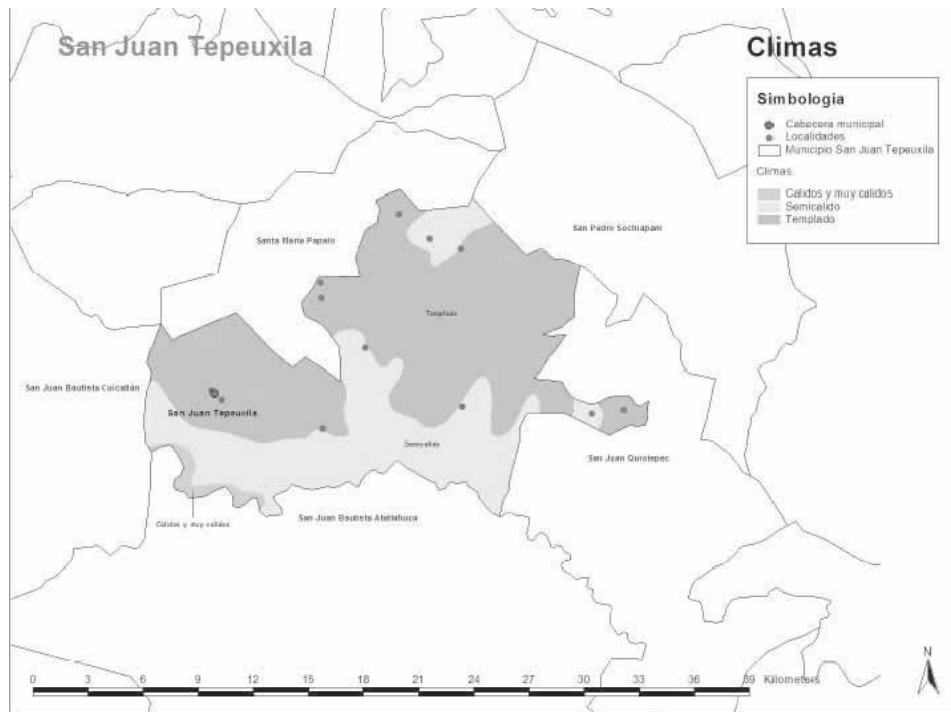 San Juan Tepeuxila
Climas
Simbologia
Cabecera municipal
Localidades
Municipio San Juan Tepeuxila
Climas
Calidos y muy calidos
Semicalido
Templado
Santa Maria Papalo
San Pedro Sochiapam
Templado
San Juan Bautista Cuicatlán
San Juan Tepeuxila
Semicalido
San Juan Quiotepec
San Juan Bautista Atatlahuca
Calidos y muy calidos
N
0 3 6 9 12 15 18 21 24 27 30 33 36 39 Kilometers